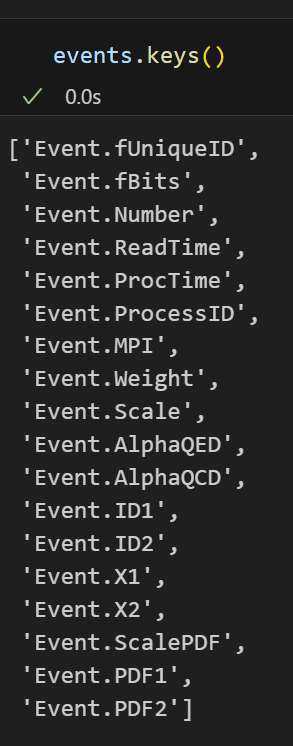 events.keys()
0.0s
['Event.fUniqueID',
'Event.fBits',
'Event.Number',
'Event.ReadTime',
'Event.ProcTime',
'Event.ProcessID',
'Event.MPI',
'Event.Weight',
'Event.Scale',
'Event.AlphaQED',
'Event.AlphaQCD',
'Event.ID1',
'Event.ID2',
'Event.X1',
'Event.X2',
'Event.ScalePDF',
'Event.PDF1',
'Event.PDF2']